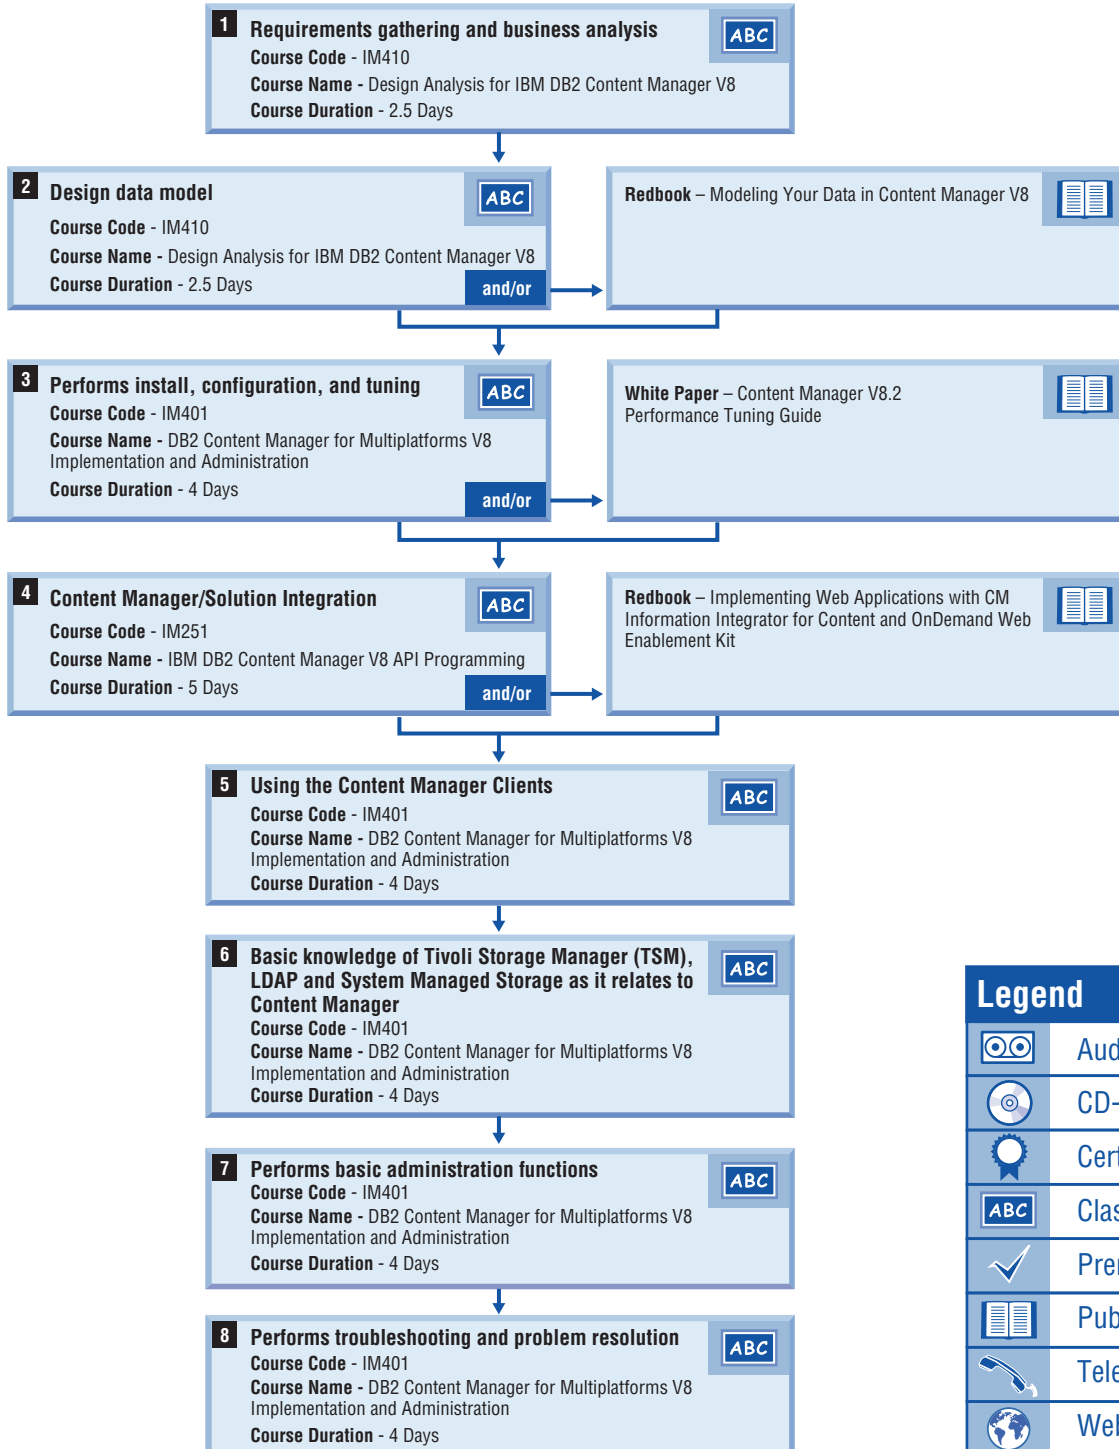 1 Requirements gathering and business analysis
ABC
Course Code - IM410
Course Name - Design Analysis for IBM DB2 Content Manager V8
Course Duration - 2.5 Days
2 Design data model
ABC
Course Code - IM410
Course Name - Design Analysis for IBM DB2 Content Manager V8
Course Duration - 2.5 Days
and/or
Redbook – Modeling Your Data in Content Manager V8
3 Performs install, configuration, and tuning
ABC
Course Code - IM401
Course Name - DB2 Content Manager for Multiplatforms V8
Implementation and Administration
Course Duration - 4 Days
and/or
White Paper – Content Manager V8.2
Performance Tuning Guide
4 Content Manager/Solution Integration
ABC
Course Code - IM251
Course Name - IBM DB2 Content Manager V8 API Programming
Course Duration - 5 Days
and/or
Redbook – Implementing Web Applications with CM
Information Integrator for Content and OnDemand Web
Enablement Kit
5 Using the Content Manager Clients
ABC
Course Code - IM401
Course Name - DB2 Content Manager for Multiplatforms V8
Implementation and Administration
Course Duration - 4 Days
6 Basic knowledge of Tivoli Storage Manager (TSM),
LDAP and System Managed Storage as it relates to
Content Manager
ABC
Course Code - IM401
Course Name - DB2 Content Manager for Multiplatforms V8
Implementation and Administration
Course Duration - 4 Days
7 Performs basic administration functions
ABC
Course Code - IM401
Course Name - DB2 Content Manager for Multiplatforms V8
Implementation and Administration
Course Duration - 4 Days
8 Performs troubleshooting and problem resolution
ABC
Course Code - IM401
Course Name - DB2 Content Manager for Multiplatforms V8
Implementation and Administration
Course Duration - 4 Days
Legend
Aud
CD-
Cert
ABC
Clas
Pub
Tele